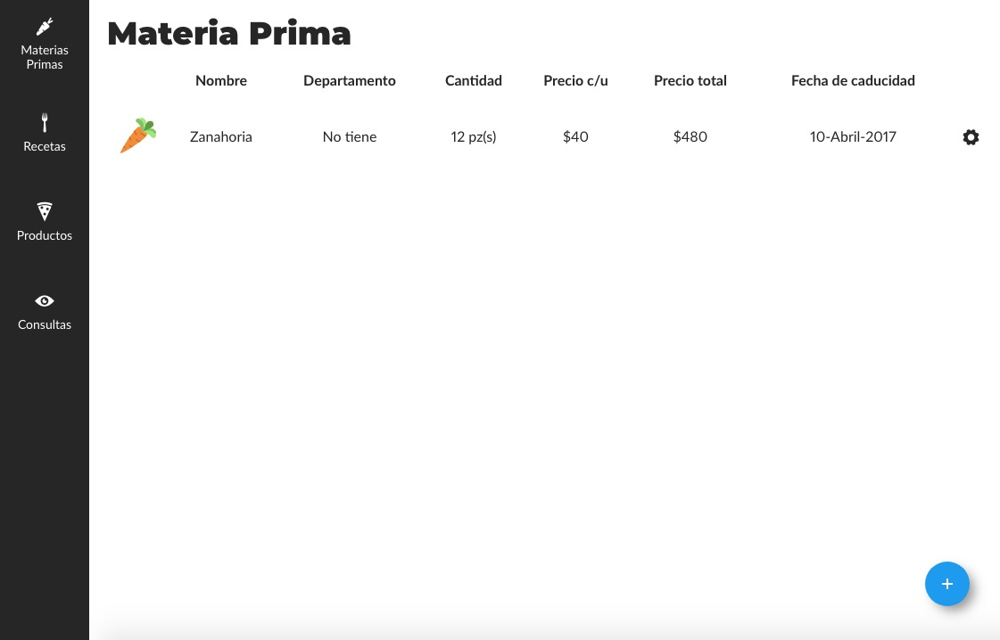 Materias
Primas
Recetas
Productos
Consultas
Materia Prima
Nombre Departamento Cantidad Precio c/u Precio total Fecha de caducidad
Zanahoria No tiene 12 pz(s) $40 $480 10-Abril-2017
+